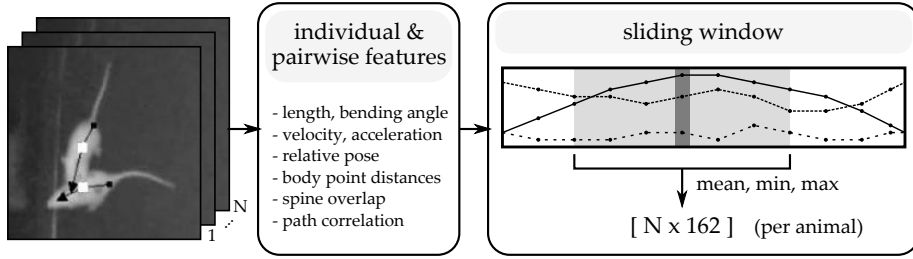 individual &
pairwise features
- length, bending angle
- velocity, acceleration
- relative pose
- body point distances
- spine overlap
- path correlation
N
1
sliding window
mean, min, max
[ N x 162 ] (per animal)